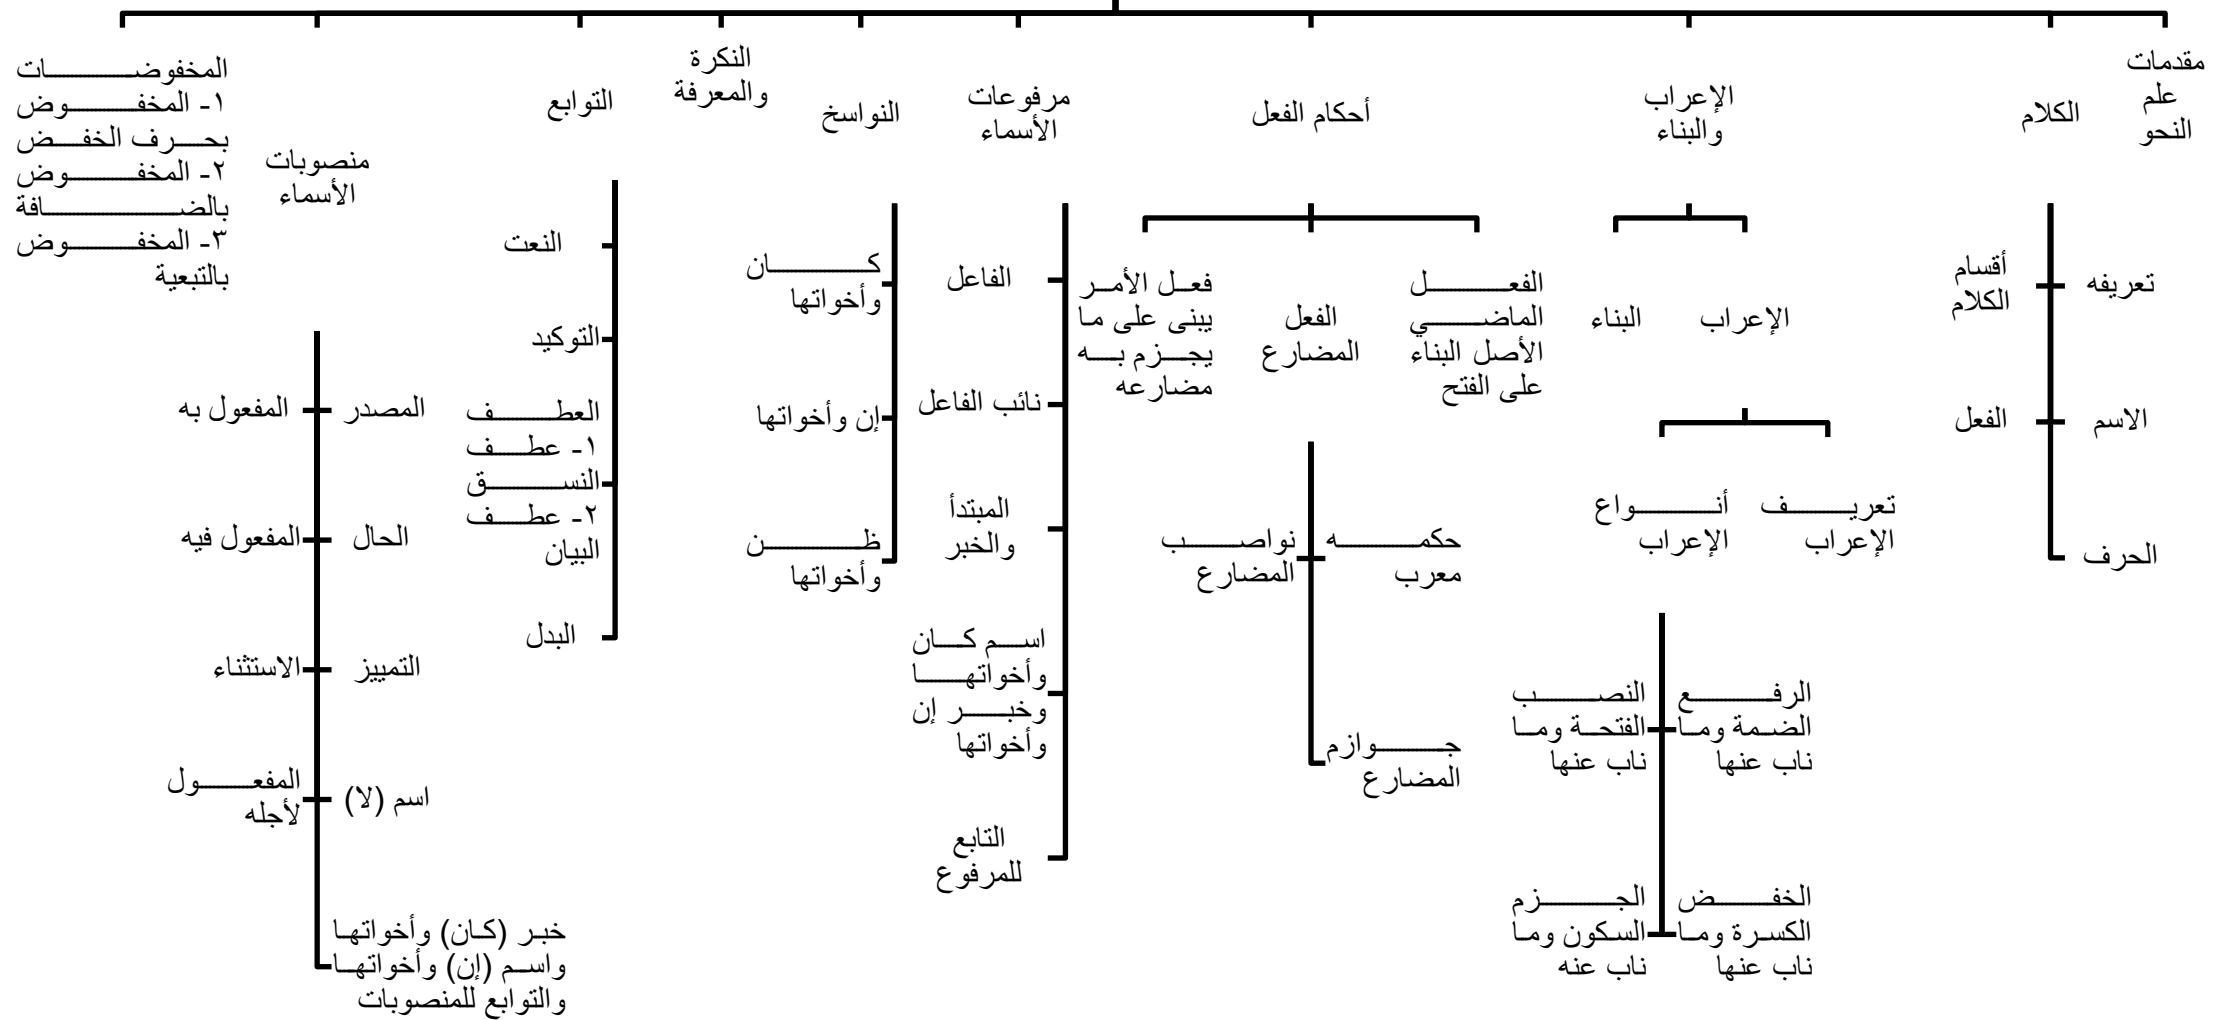 مقدمات
علم
النحو
الكلام
تعريفه
أقسام
الكلام
الاسم
الفعل
الحرف
الإعراب
والبناء
الإعراب
البناء
تعريف
الإعراب
أنواع
الإعراب
الرفع
الضمة وما
ناب عنها
النصب
الفتحة وما
ناب عنها
الخفض
الكسرة وما
ناب عنها
الجزم
السكون وما
ناب عنه
أحكام الفعل
الفعل
الماضي
الأصل البناء
على الفتح
الفعل
المضارع
فعل الأمر
يبنى على ما
يجزم به
مضارعه
حكمه
معرب
نواصب
المضارع
جوازم
المضارع
مرفوعات
الأسماء
الفاعل
نائب الفاعل
المبتدأ
والخبر
اسم كان
وأخواتها
وخبر إن
وأخواتها
التابع
للمرفوع
النواسخ
كان
وأخواتها
إن وأخواتها
ظن
وأخواتها
النكرة
والمعرفة
التوابع
النعت
التوكيد
العطف
١- عطف
النسق
٢- عطف
البيان
البدل
منصوبات
الأسماء
المصدر
المفعول به
الحال
المفعول فيه
التمييز
الاستثناء
اسم (لا)
المفعول
لأجله
خبر (كان) وأخواتها
واسم (إن) وأخواتها
والتوابع للمنصوبات
المخفوضات
١- المخفوض
بحرف الخفض
٢- المخفوض
بالضافة
٣- المخفوض
بالتبعية